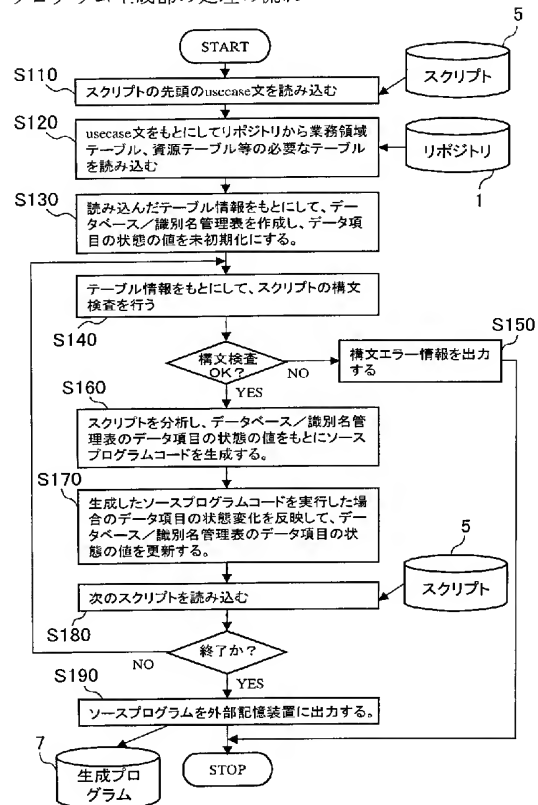 プログラム生成部の処理の流れ
START
5
スクリプト
S110
スクリプトの先頭のusecase文を読み込む
S120
usecase文をもとにしてリポジトリから業務領域
テーブル、資源テーブル等の必要なテーブル
を読み込む
リポジトリ
1
S130
読み込んだテーブル情報をもとにして、デー
タベース/識別名管理表を作成し、データ項
目の状態の値を未初期化にする。
テーブル情報をもとにして、スクリプトの構文
検査を行う
S140
構文検査
OK?
NO
YES
S150
構文エラー情報を出力
する
S160
スクリプトを分析し、データベース/識別名管
理表のデータ項目の状態の値をもとにソース
プログラムコードを生成する。
S170
生成したソースプログラムコードを実行した場
合のデータ項目の状態変化を反映して、デー
タベース/識別名管理表のデータ項目の状
態の値を更新する。
5
スクリプト
次のスクリプトを読み込む
S180
終了か?
NO
YES
S190
ソースプログラムを外部記憶装置に出力する。
7
生成プロ
グラム
STOP